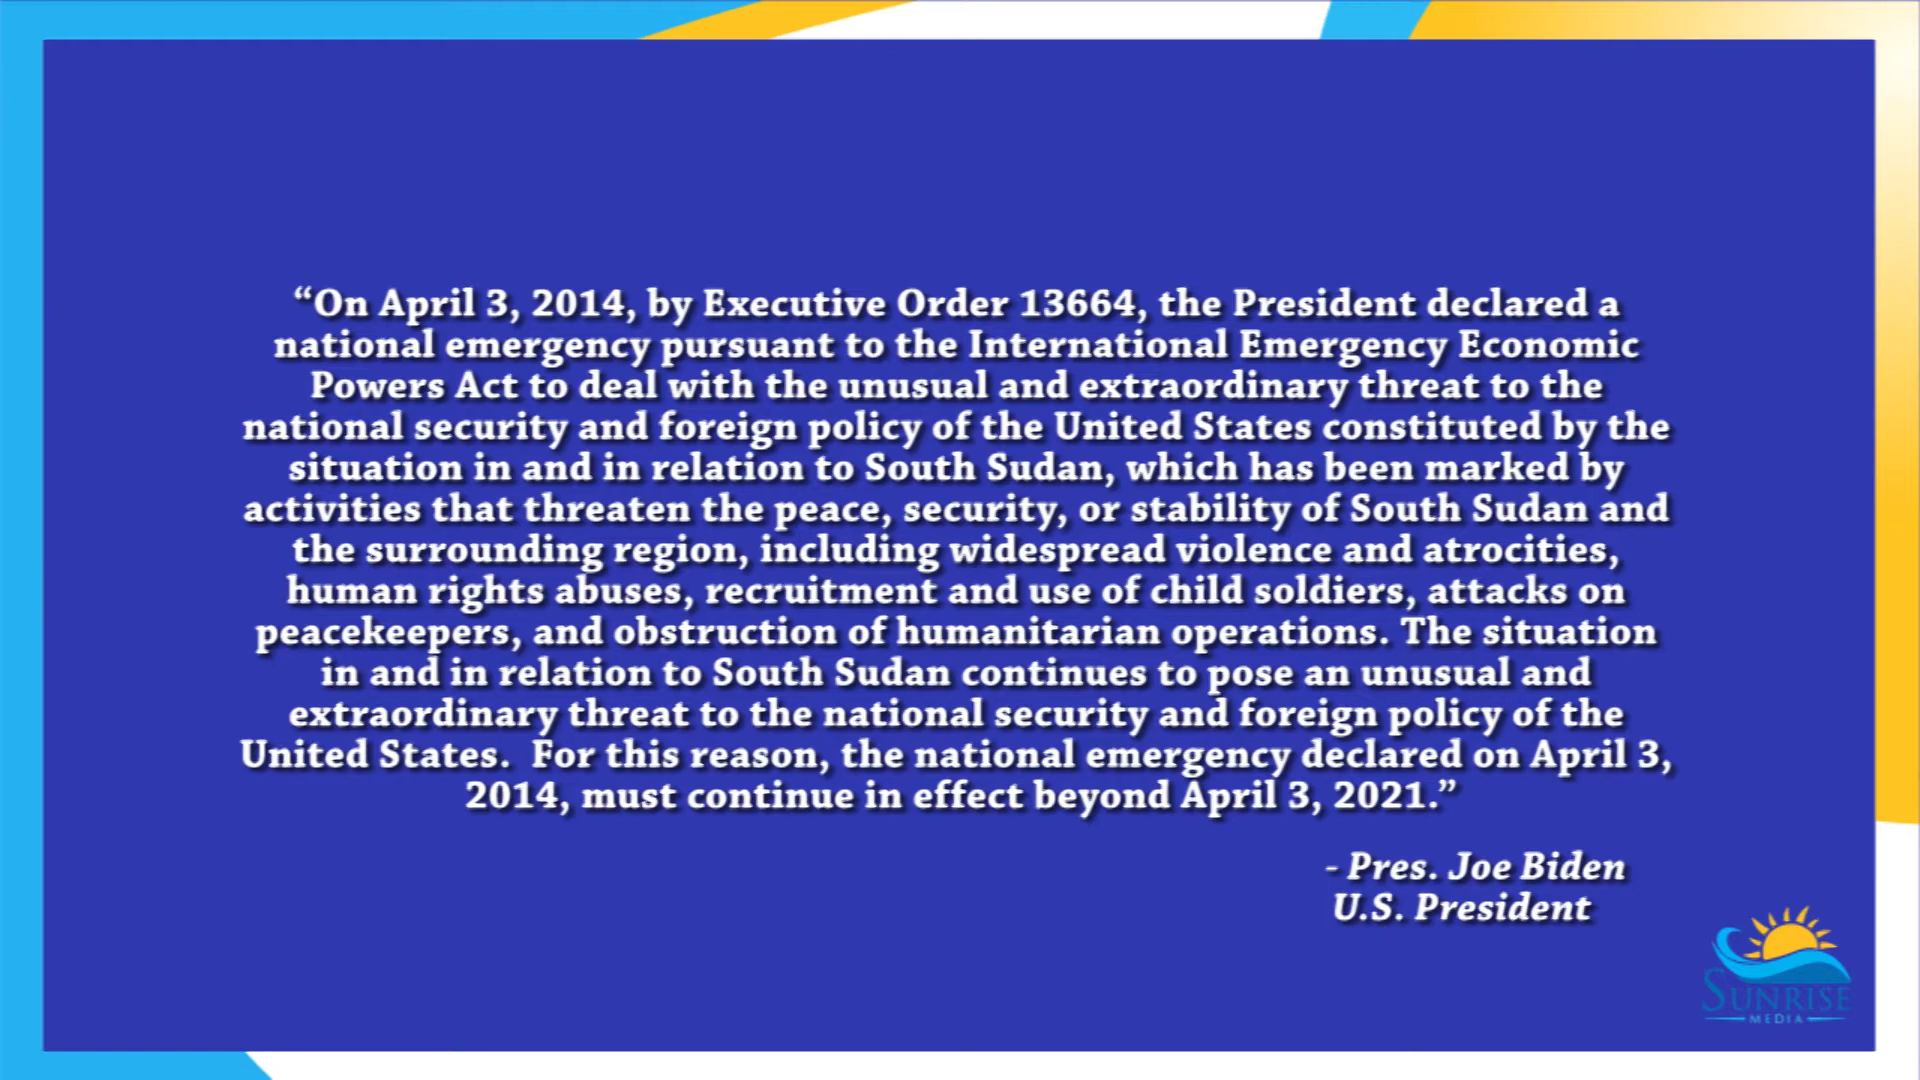 “On April 3, 2014, by Executive Order 13664, the President declared a
national emergency pursuant to the International Emergency Economic
Powers Act to deal with the unusual and extraordinary threat to the
national security and foreign policy of the United States constituted by the
situation in and in relation to South Sudan, which has been marked by
activities that threaten the peace, security, or stability of South Sudan and
the surrounding region, including widespread violence and atrocities,
human rights abuses, recruitment and use of child soldiers, attacks on
peacekeepers, and obstruction of humanitarian operations. The situation
in and in relation to South Sudan continues to pose an unusual and
extraordinary threat to the national security and foreign policy of the
United States.  For this reason, the national emergency declared on April 3,
2014, must continue in effect beyond April 3, 2021.”
- Pres. Joe Biden
U.S. President
SUNRISE
MEDIA